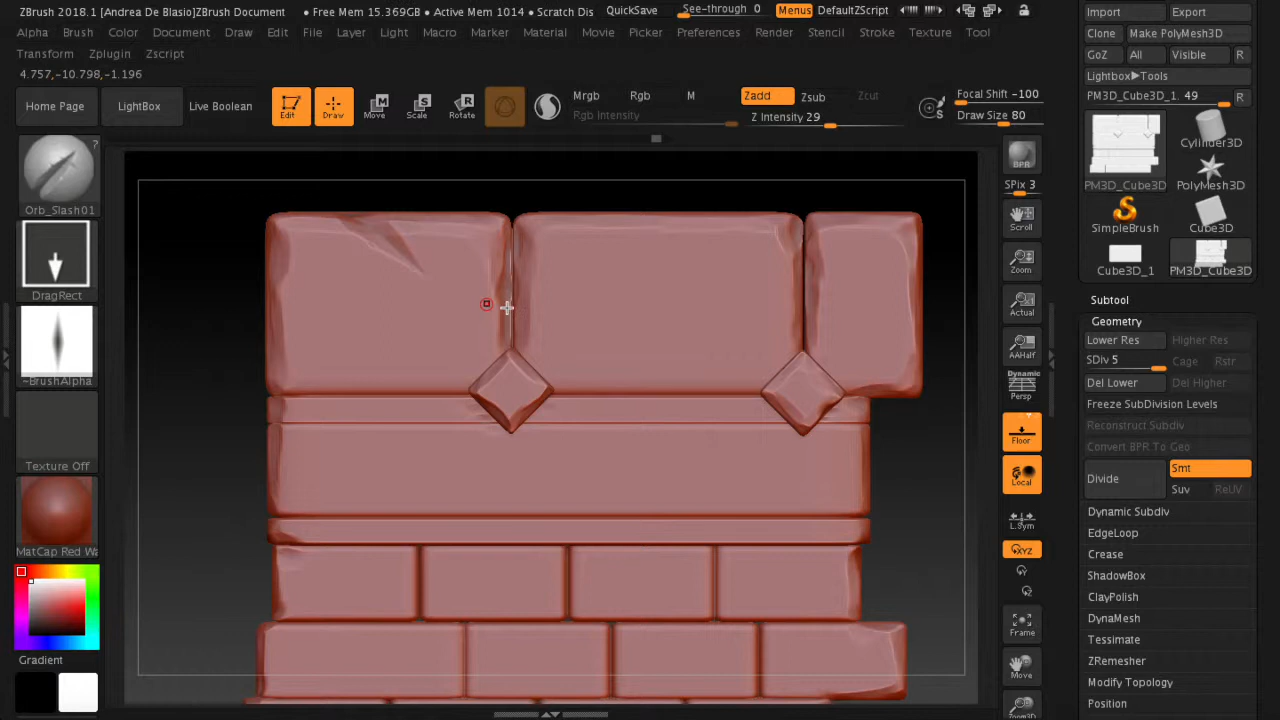 ZBrush 2018.1 [Andrea De Blasio]ZBrush Document
• Free Mem 15.369GB • Active Mem 1014 • Scratch Dis
QuickSave
See-through 0
Menus
DefaultZScript
Alpha Brush Color Document Draw Edit File Layer Light Macro Marker Material Movie Picker Preferences Render Stencil Stroke Texture Tool
Transform Zplugin Zscript
4.757,-10.798,-1.196
Home Page
LightBox
Live Boolean
Edit
Draw
Move
Scale
Rotate
Mrgb
Rgb
M
Rgb Intensity
Zadd
Zsub
Zcut
Z Intensity 29
S
Focal Shift -100
Draw Size 80
?
Orb_Slash01
DragRect
~BrushAlpha
Texture Off
MatCap Red Wa
Gradient
BPR
SPix 3
Scroll
Zoom
Actual
AAHalf
Dynamic
Persp
Floor
Local
L.Sym
XYZ
Y
Z
Frame
Move
Zoom3D
Import
Export
Clone
Make PolyMesh3D
GoZ
All
Visible
R
Lightbox▶Tools
PM3D_Cube3D_1. 49
R
PM3D_Cube3D
Cylinder3D
PolyMesh3D
SimpleBrush
Cube3D
Cube3D_1
PM3D_Cube3D
Subtool
Geometry
Lower Res
Higher Res
SDiv 5
Cage
Rstr
Del Lower
Del Higher
Freeze SubDivision Levels
Reconstruct Subdiv
Convert BPR To Geo
Divide
Smt
Suv
ReUV
Dynamic Subdiv
EdgeLoop
Crease
ShadowBox
ClayPolish
DynaMesh
Tessimate
ZRemesher
Modify Topology
Position